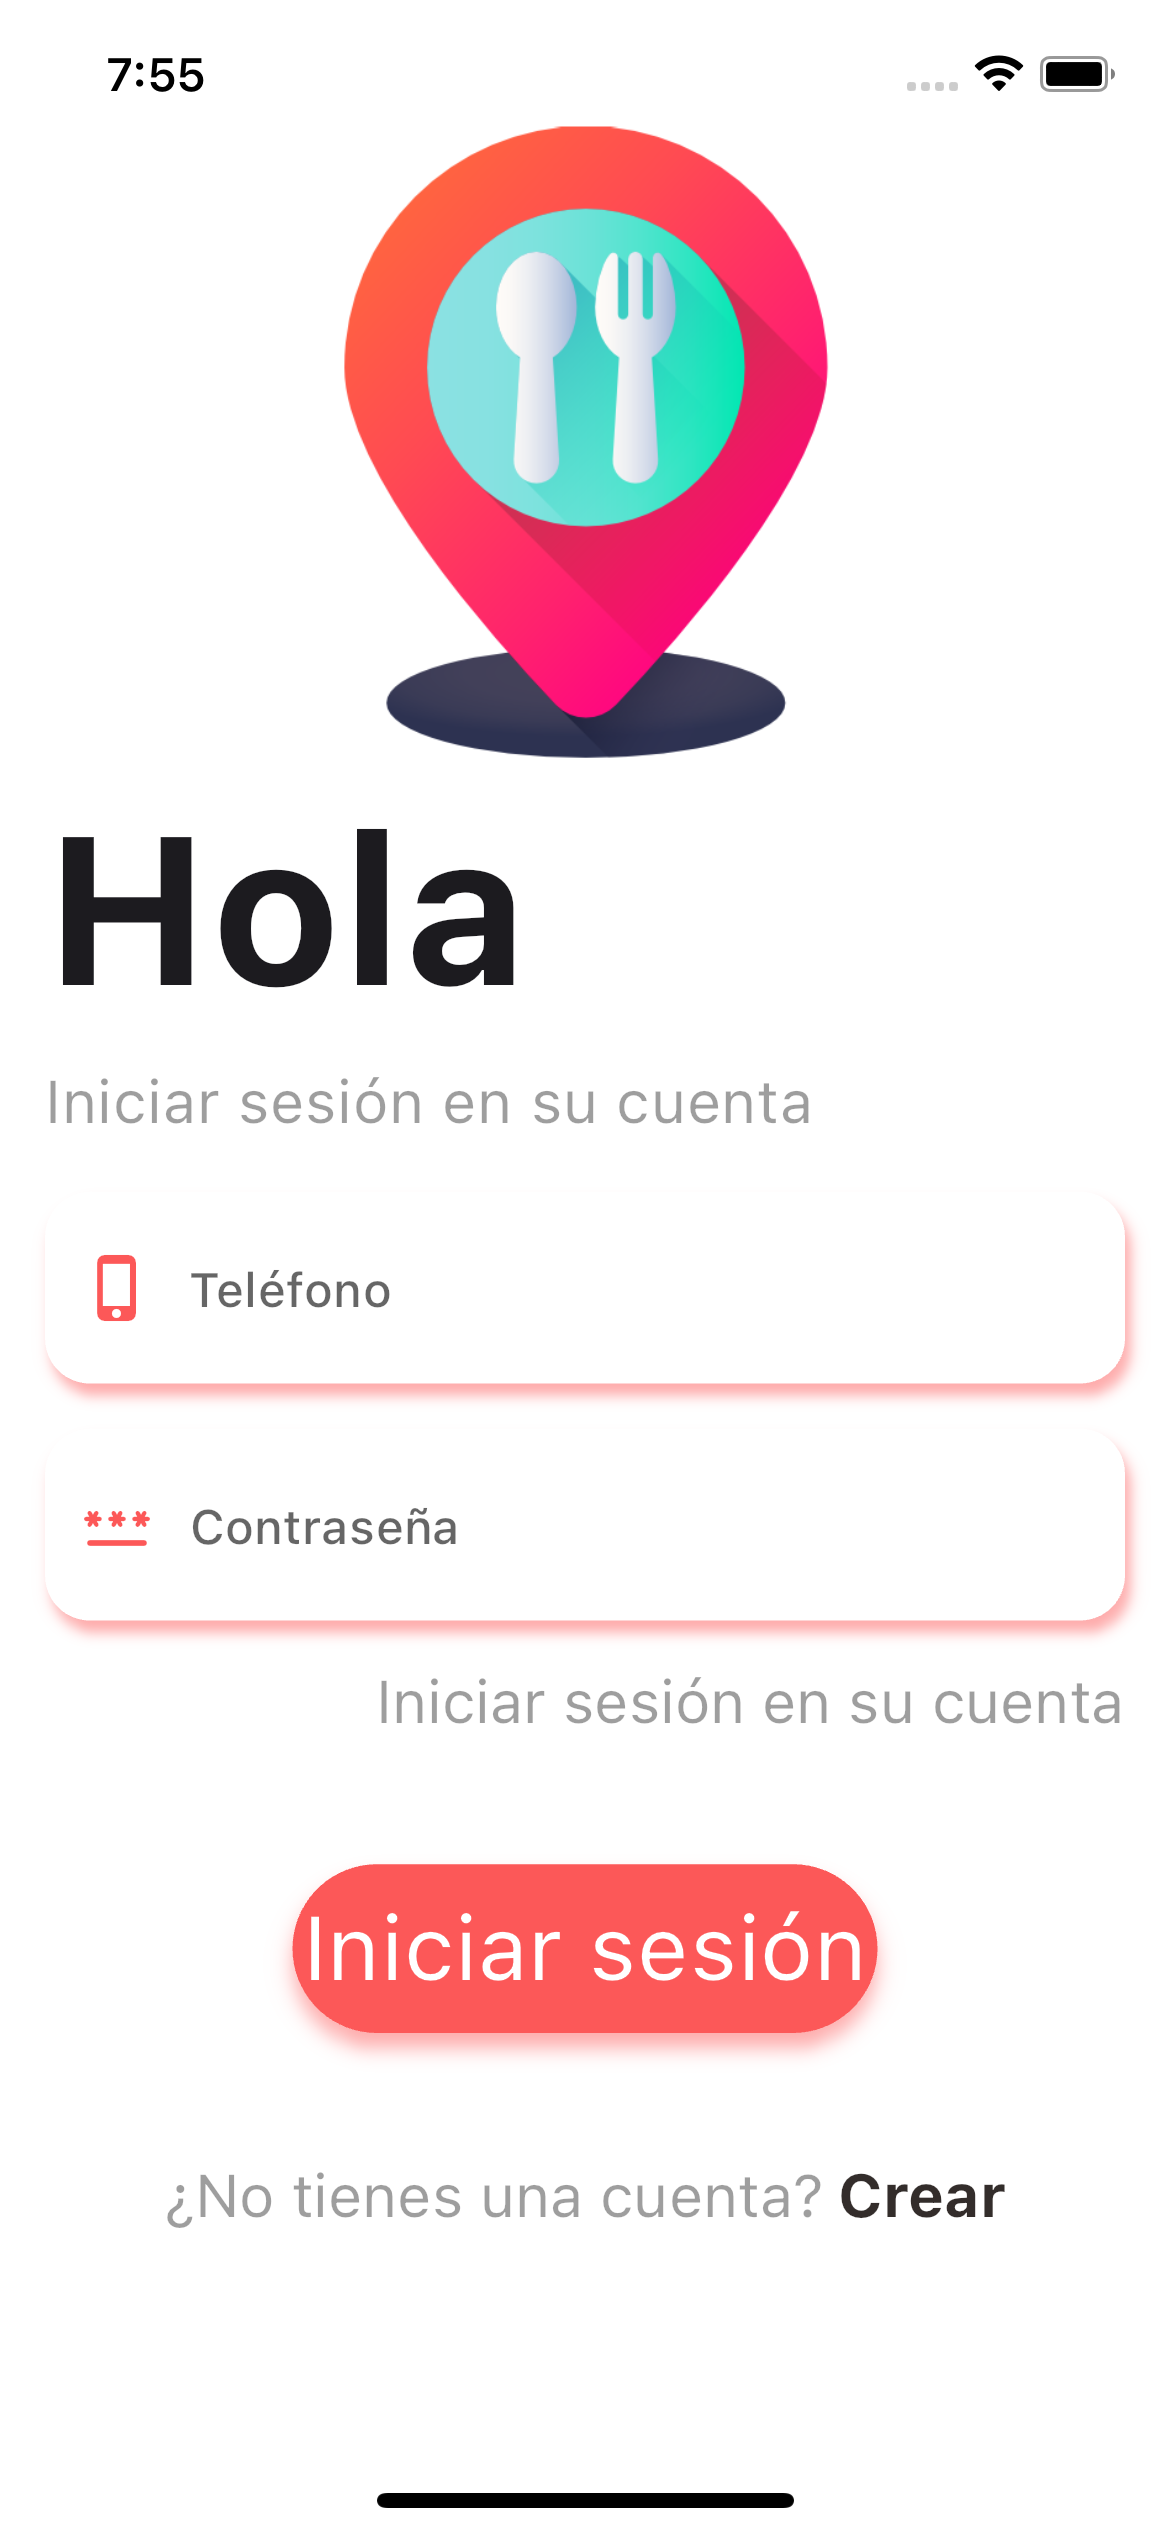 7:55
Hola
Iniciar sesión en su cuenta
Teléfono
Contraseña
Iniciar sesión en su cuenta
Iniciar sesión
¿No tienes una cuenta? Crear